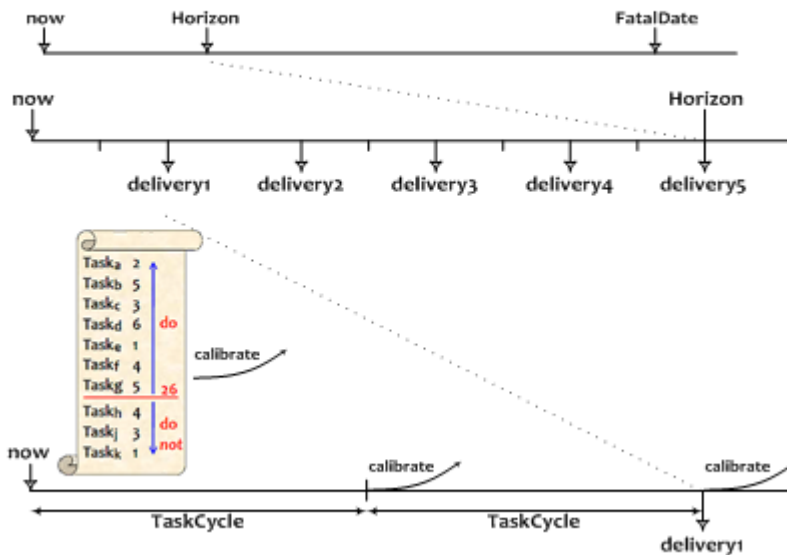 now Horizon FatalDate
now Horizon
delivery1 delivery2 delivery3 delivery4 delivery5
Taska 2
Taskb 5
Taskc 3
Taskd 6 do
Taske 1
calibrate
Taskf 4
Taskg 5 26
Taskh 4
do
Taskj 3
not
Taskk 1
now
calibrate calibrate
TaskCycle TaskCycle
delivery1